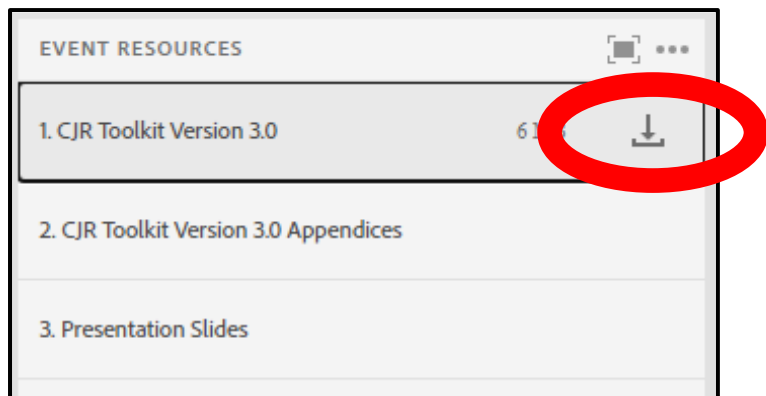 EVENT RESOURCES
1. CJR Toolkit Version 3.0
2. CJR Toolkit Version 3.0 Appendices
3. Presentation Slides